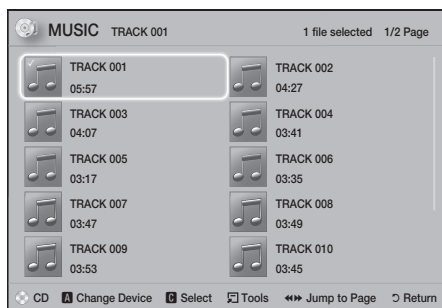 MUSIC TRACK 001 1 file selected 1/2 Page
TRACK 001 TRACK 002
05:57 04:27
TRACK 003 TRACK 004
04:07 03:41
TRACK 005 TRACK 006
03:17 03:35
TRACK 007 TRACK 008
03:47 03:49
TRACK 009 TRACK 010
03:53 03:45
CD A Change Device C Select Tools Jump to Page Return